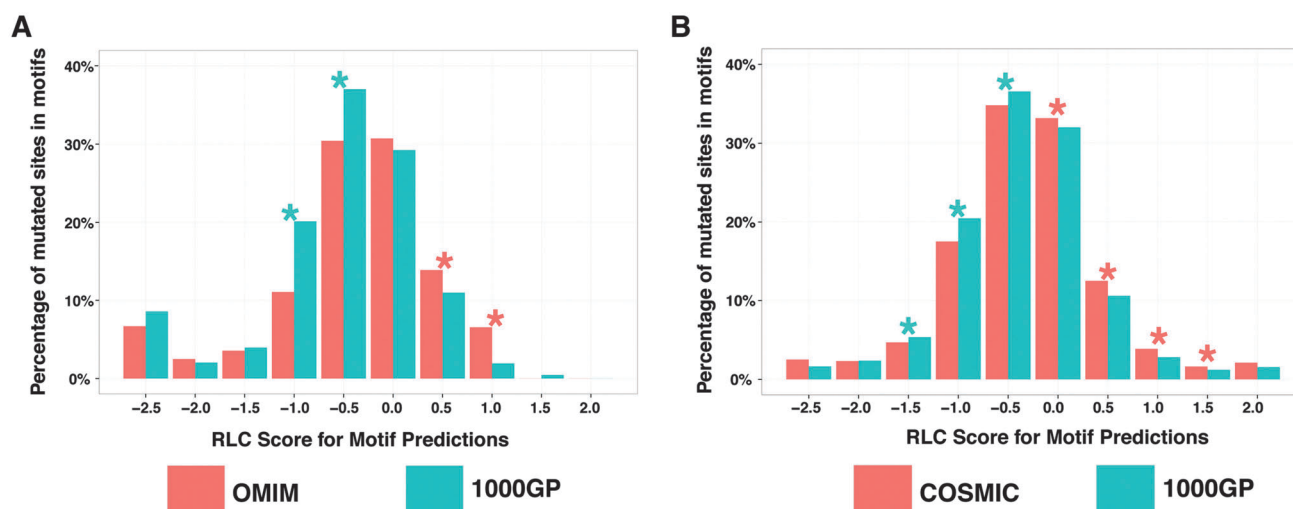 A
Percentage of mutated sites in motifs
40%
30%
20%
10%
0%
−2.5 −2.0 −1.5 −1.0 −0.5 0.0 0.5 1.0 1.5 2.0
*
*
*
*
RLC Score for Motif Predictions
OMIM 1000GP
B
Percentage of mutated sites in motifs
40%
30%
20%
10%
0%
−2.5 −2.0 −1.5 −1.0 −0.5 0.0 0.5 1.0 1.5 2.0
*
*
*
*
*
*
*
RLC Score for Motif Predictions
COSMIC 1000GP